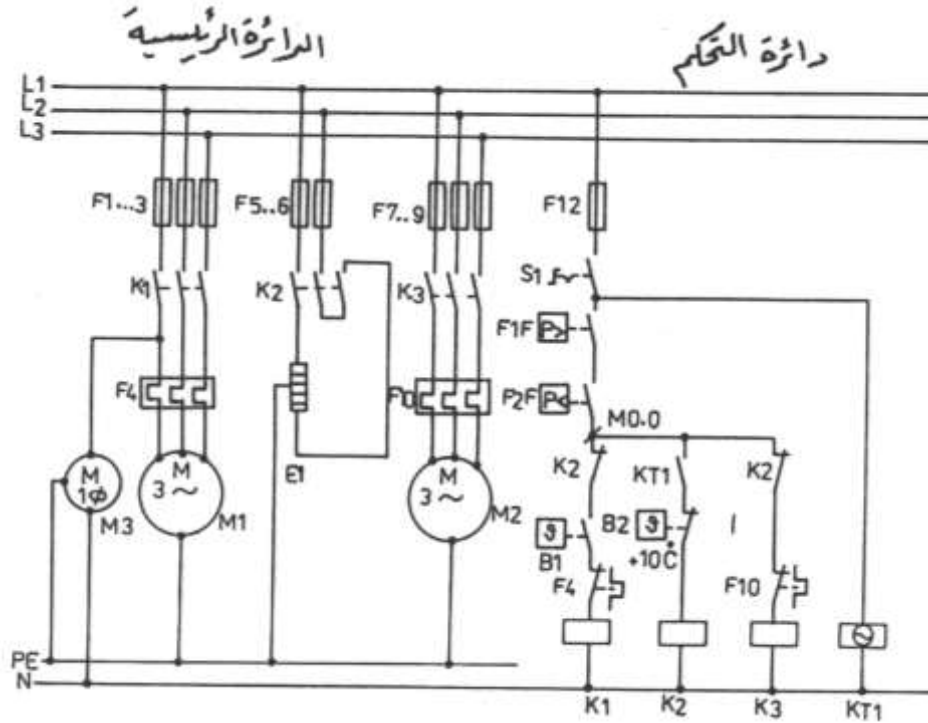 الدائرة الرئيسية
دائرة التحكم
L1
L2
L3
F1...3
F5..6
F7..9
F12
S1
K1
K2
K3
F1F
P>
F4
F2F
P<
M0.0
K2
KT1
K2
E1
M
3~
M1
M
1ϕ
M3
M
3~
M2
ϑ
B1
B2
ϑ
+10C
F4
F10
PE
N
K1
K2
K3
KT1